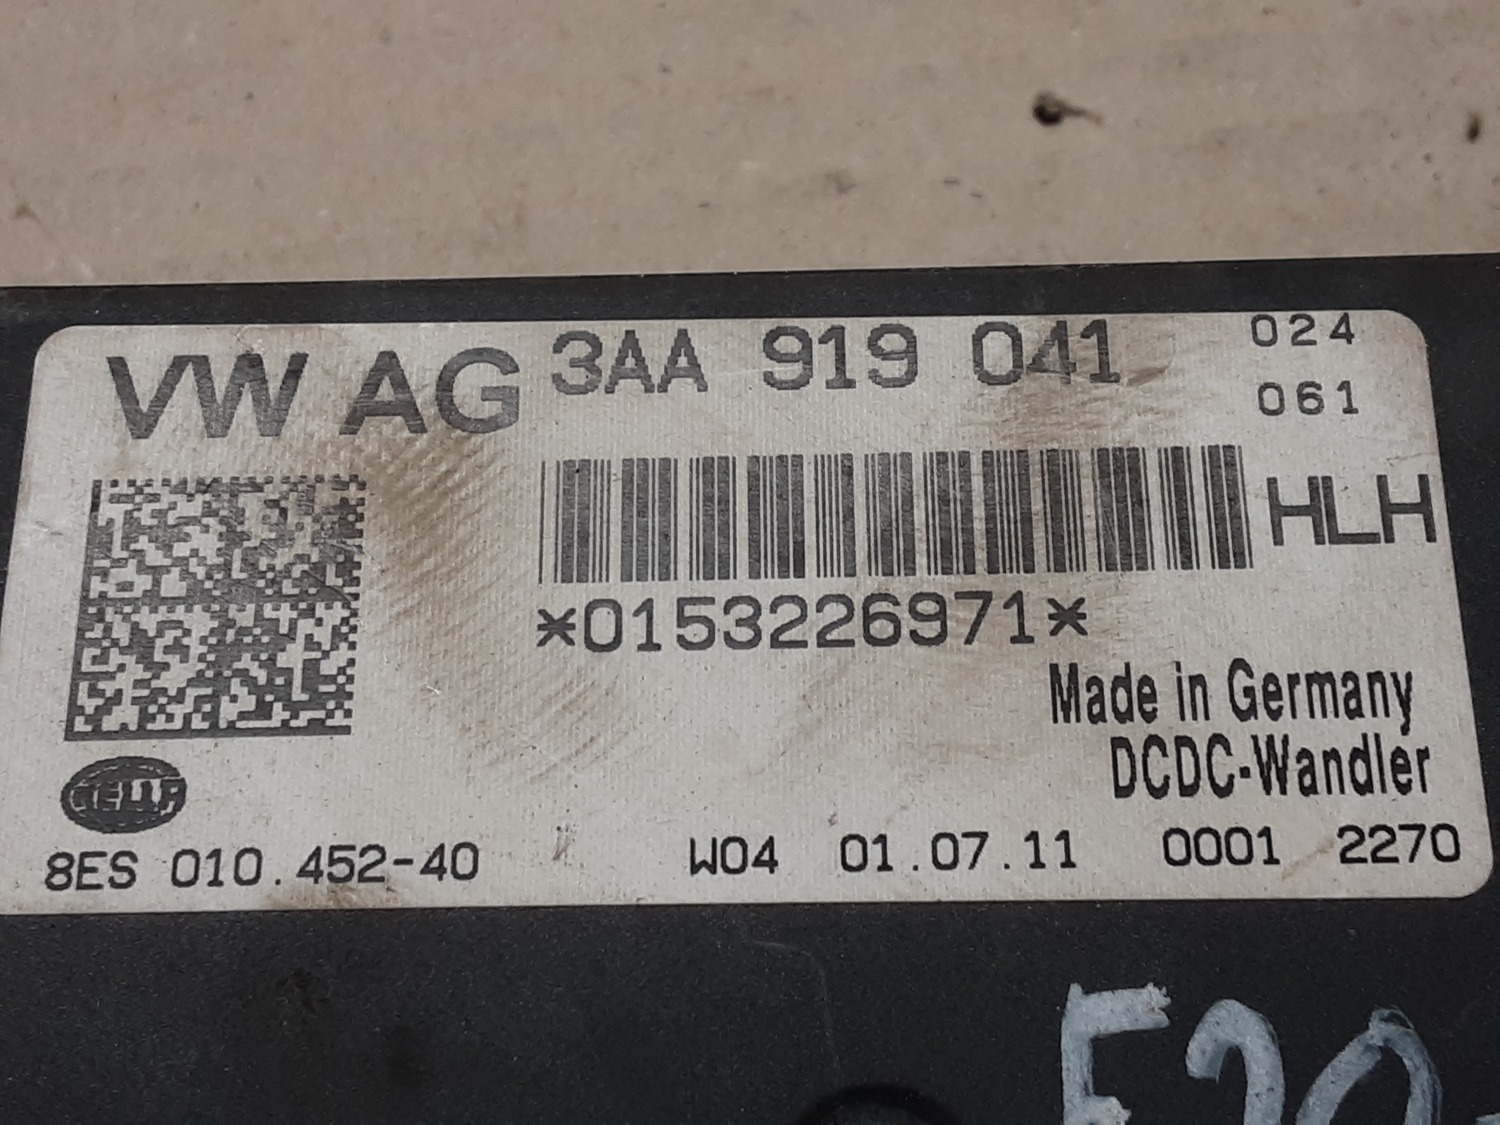 VW AG 3AA 919 041 024
061
HLH
*0153226971*
Made in Germany
DCDC-Wandler
HELLA
8ES 010.452-40 W04 01.07.11 0001 2270